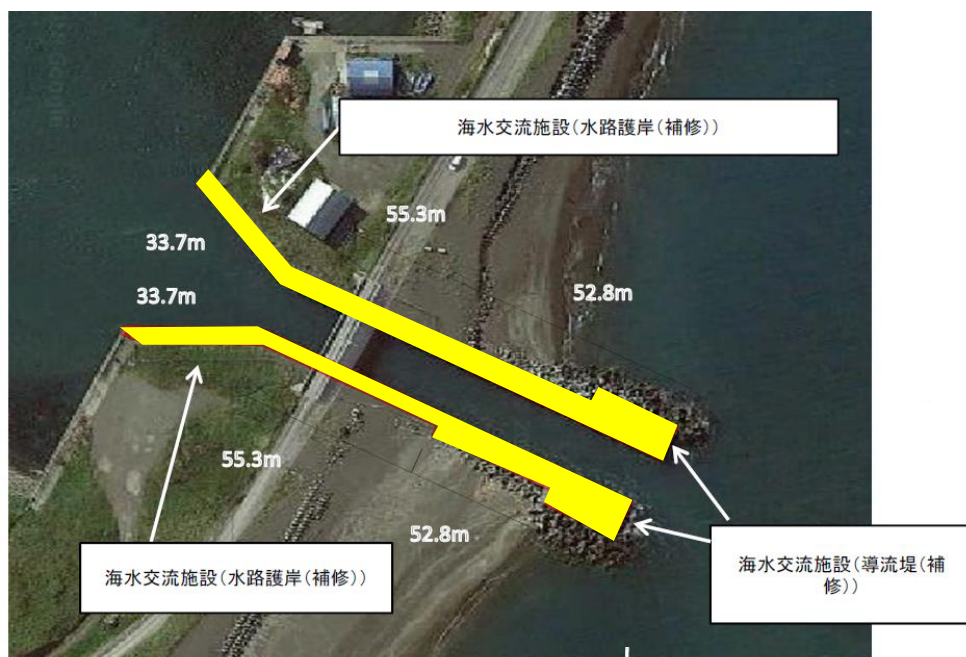 海水交流施設(水路護岸(補修))
55.3m
33.7m
52.8m
33.7m
55.3m
52.8m
海水交流施設(水路護岸(補修))
海水交流施設(導流堤(補
修))